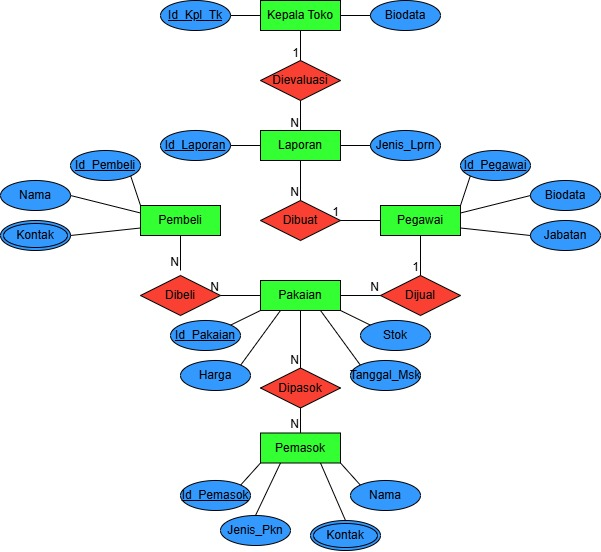 Id_Kpl_Tk
Kepala Toko
Biodata
1
Dievaluasi
N
Id_Laporan
Laporan
Jenis_Lprn
Id_Pembeli
Id_Pegawai
Nama
N
Biodata
Pembeli
Dibuat
1
Pegawai
Kontak
Jabatan
N
1
Dibeli
N
Pakaian
N
Dijual
Id_Pakaian
Stok
N
Harga
Tanggal_Msk
Dipasok
N
Pemasok
Id_Pemasok
Nama
Jenis_Pkn
Kontak